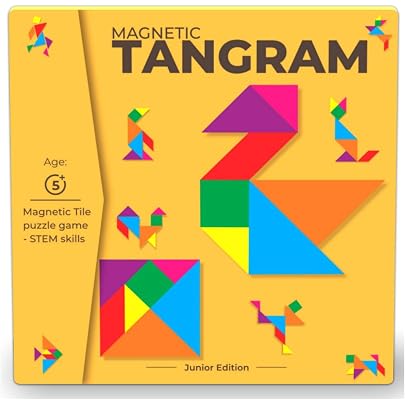 MAGNETIC
TANGRAM
Age:
5+
Magnetic Tile
puzzle game
- STEM skills
Junior Edition